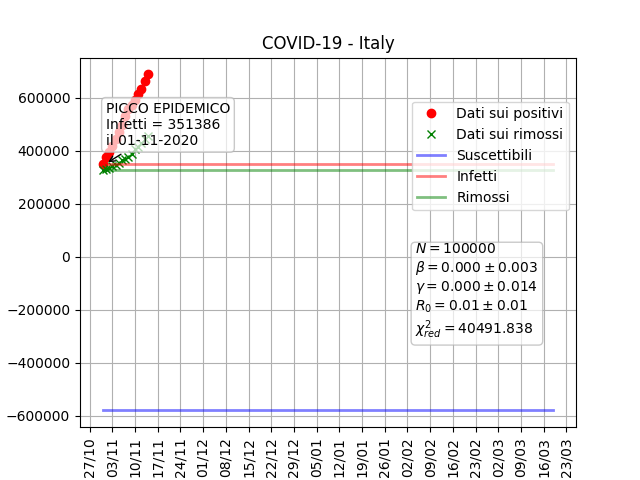 COVID-19 - Italy
600000
400000
200000
0
−200000
−400000
−600000
PICCO EPIDEMICO
Infetti = 351386
il 01-11-2020
Dati sui positivi
Dati sui rimossi
Suscettibili
Infetti
Rimossi
N = 100000
β = 0.000 ± 0.003
γ = 0.000 ± 0.014
R₀ = 0.01 ± 0.01
χ²red = 40491.838
27/10
03/11
10/11
17/11
24/11
01/12
08/12
15/12
22/12
29/12
05/01
12/01
19/01
26/01
02/02
09/02
16/02
23/02
02/03
09/03
16/03
23/03